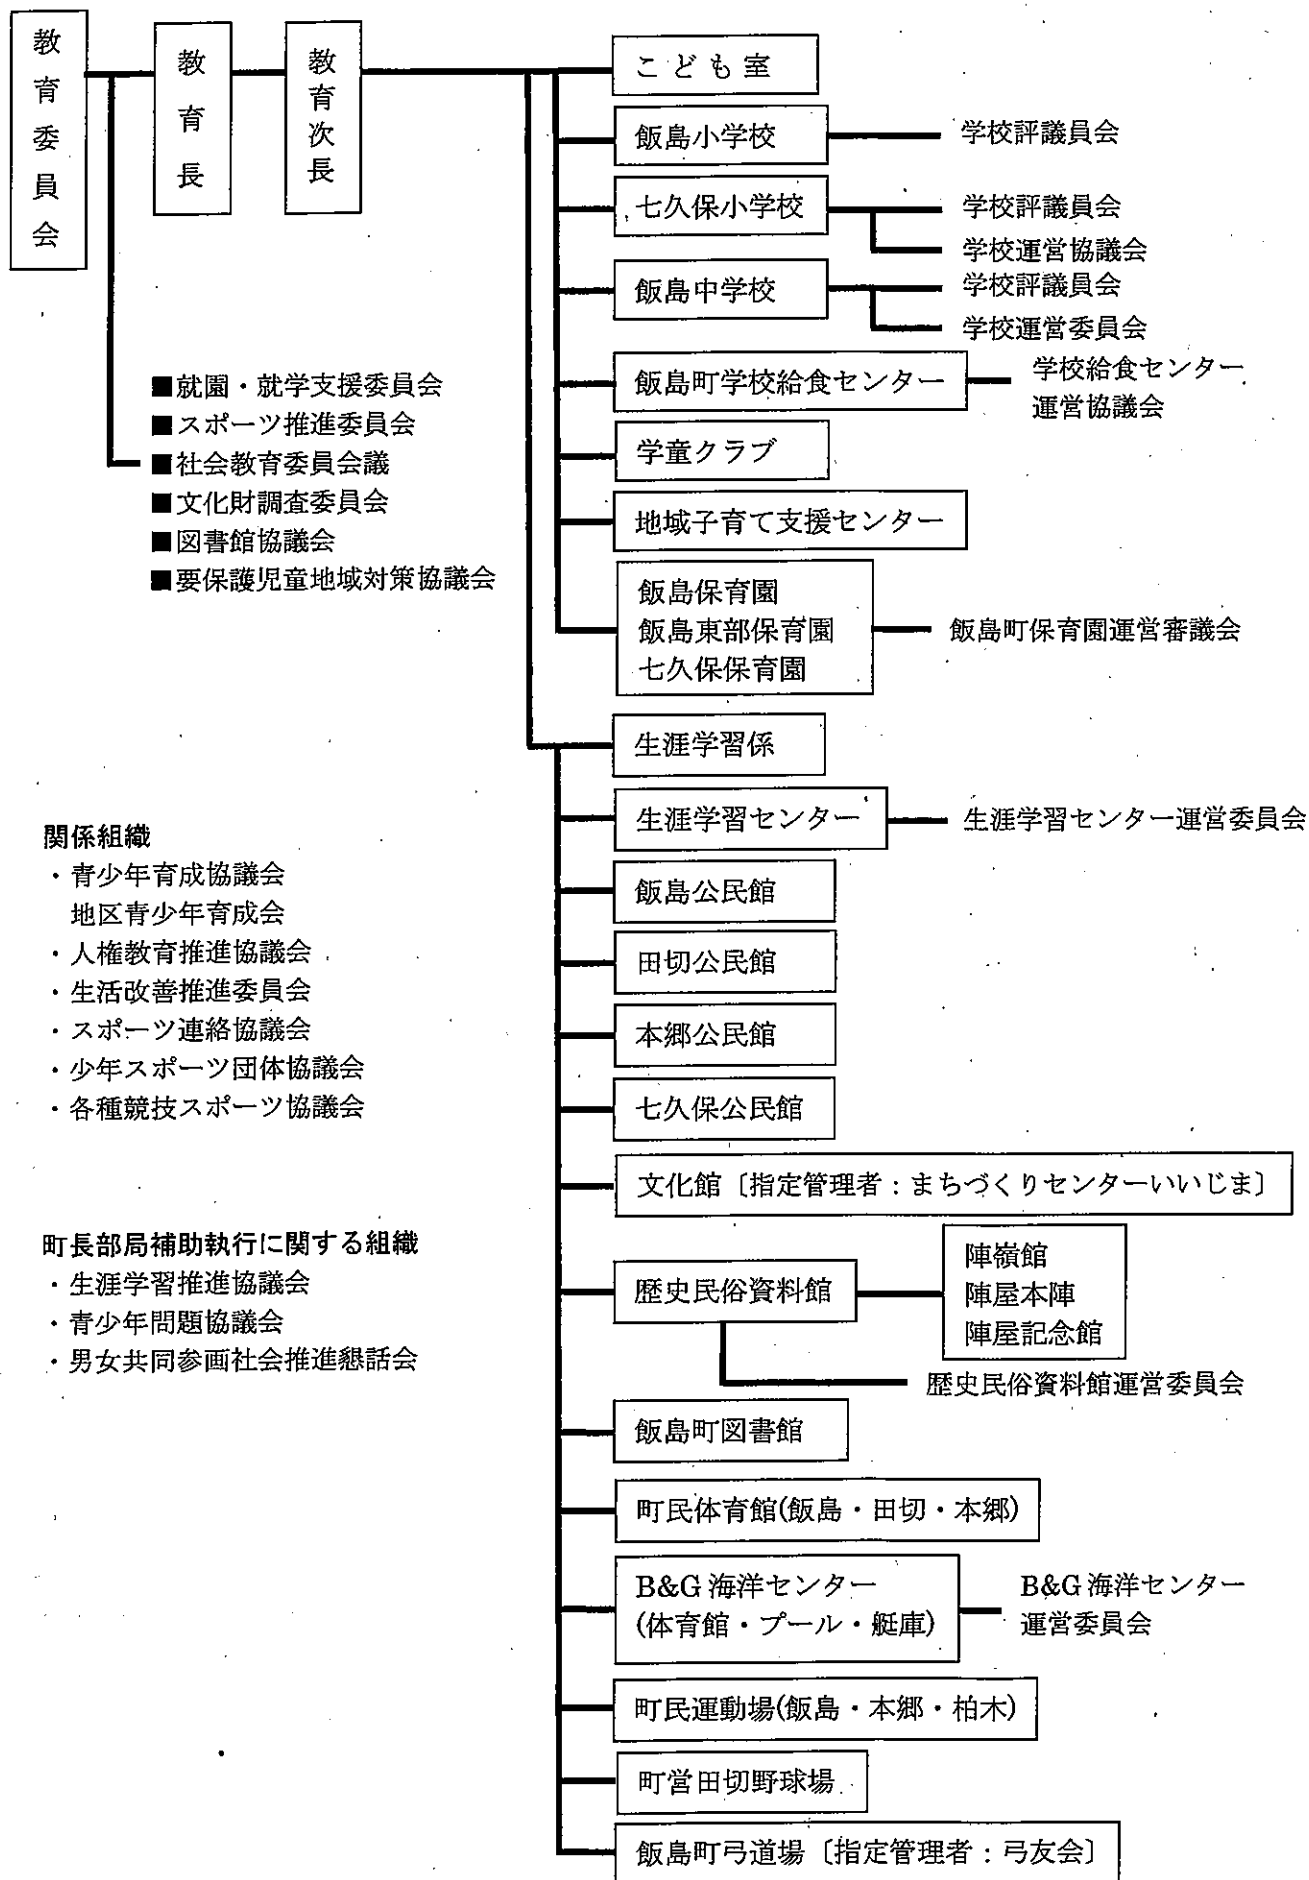 教育委員会
教育長
教育次長
こども室
飯島小学校
学校評議員会
七久保小学校
学校評議員会
学校運営協議会
飯島中学校
学校評議員会
学校運営委員会
飯島町学校給食センター
学校給食センター
運営協議会
学童クラブ
地域子育て支援センター
飯島保育園
飯島東部保育園
七久保保育園
飯島町保育園運営審議会
■就園・就学支援委員会
■スポーツ推進委員会
■社会教育委員会議
■文化財調査委員会
■図書館協議会
■要保護児童地域対策協議会
生涯学習係
生涯学習センター
生涯学習センター運営委員会
飯島公民館
田切公民館
本郷公民館
七久保公民館
文化館〔指定管理者:まちづくりセンターいいじま〕
歴史民俗資料館
陣嶺館
陣屋本陣
陣屋記念館
歴史民俗資料館運営委員会
飯島町図書館
町民体育館(飯島・田切・本郷)
B&G 海洋センター
(体育館・プール・艇庫)
B&G 海洋センター
運営委員会
町民運動場(飯島・本郷・柏木)
町営田切野球場
飯島町弓道場〔指定管理者:弓友会〕
関係組織
・青少年育成協議会
地区青少年育成会
・人権教育推進協議会
・生活改善推進委員会
・スポーツ連絡協議会
・少年スポーツ団体協議会
・各種競技スポーツ協議会
町長部局補助執行に関する組織
・生涯学習推進協議会
・青少年問題協議会
・男女共同参画社会推進懇話会